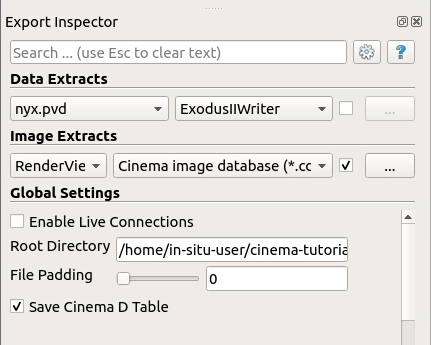 Export Inspector
Search ... (use Esc to clear text) ?
Data Extracts
nyx.pvd ExodusIIWriter ...
Image Extracts
RenderVie Cinema image database (*.cc ...
Global Settings
Enable Live Connections
Root Directory /home/in-situ-user/cinema-tutoria
File Padding 0
Save Cinema D Table